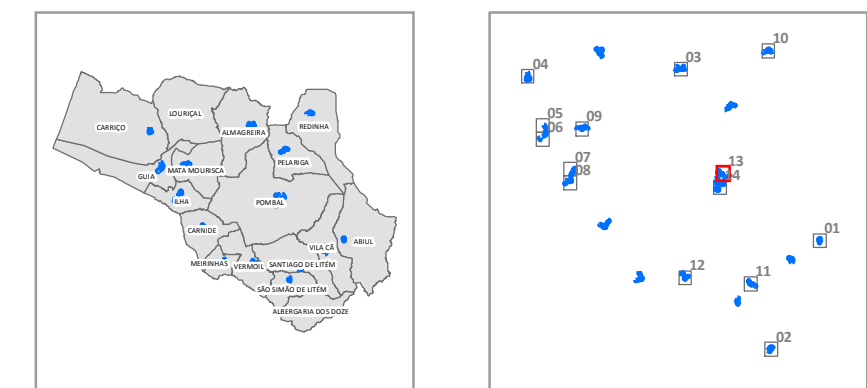 LOURIÇAL
CARRIÇO
ALMAGREIRA
REDINHA
PELARIGA
MATA MOURISCA
GUIA
ILHA
POMBAL
CARNIDE
ABIUL
VILA CÃ
MEIRINHAS
VERMOIL
SANTIAGO DE LITÉM
SÃO SIMÃO DE LITÉM
ALBERGARIA DOS DOZE
10
03
04
05
09
06
13
14
07
08
01
12
11
02